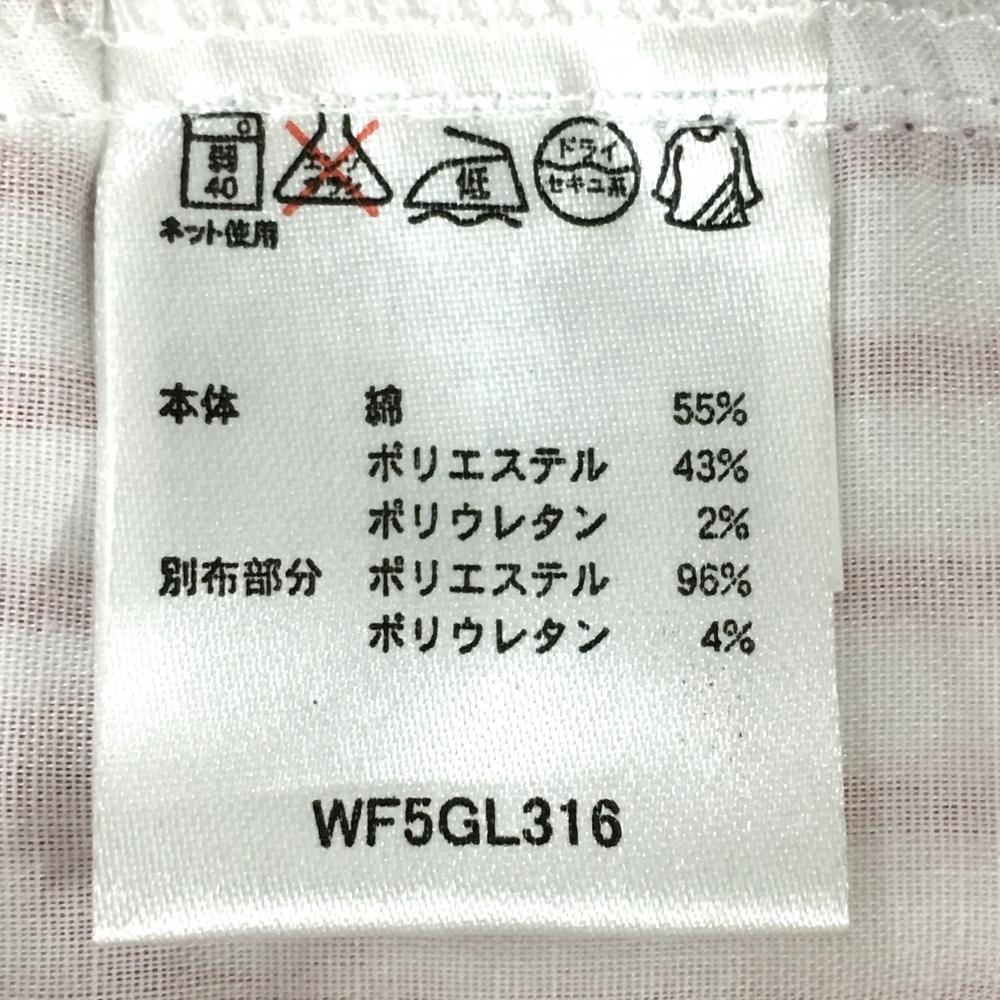 弱 低 ドライ
40 セキユ系
ネット使用
本体 綿 55%
ポリエステル 43%
ポリウレタン 2%
別布部分 ポリエステル 96%
ポリウレタン 4%
WF5GL316